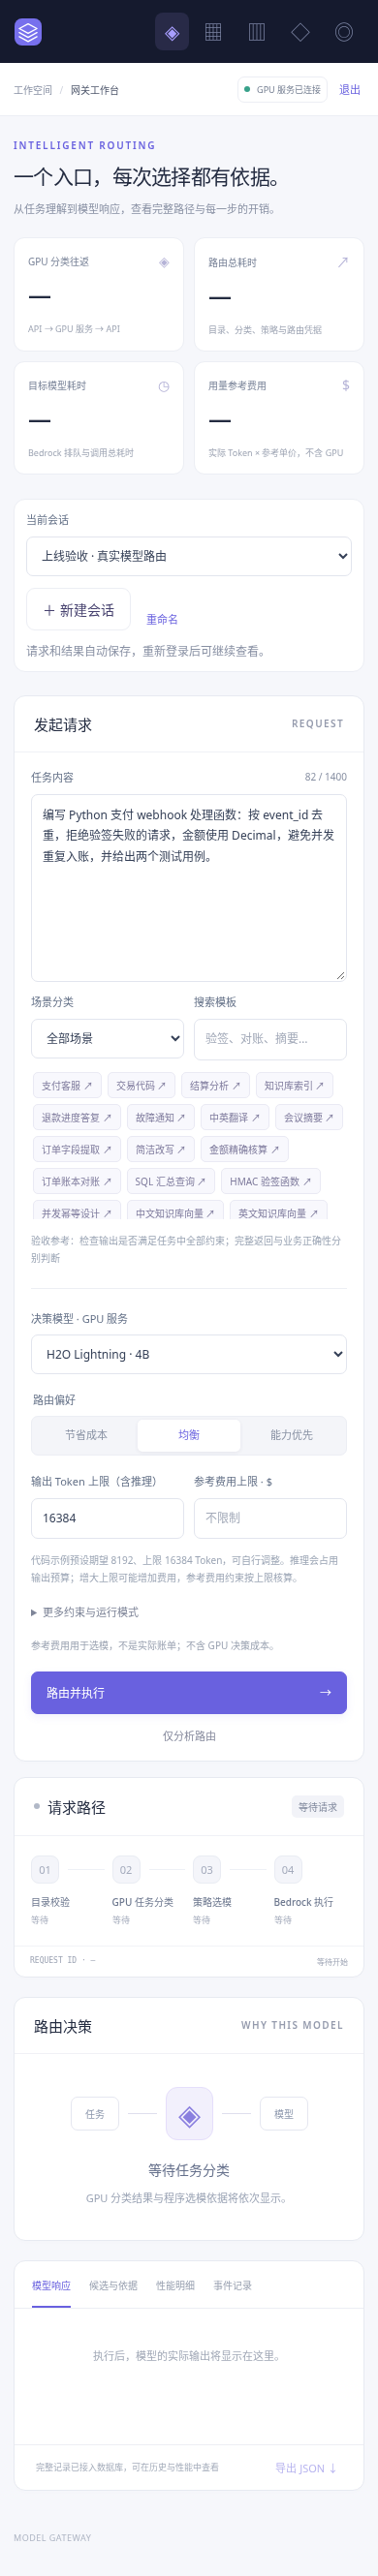 工作空间 / 网关工作台
GPU 服务已连接
退出
INTELLIGENT ROUTING
一个入口，每次选择都有依据。
从任务理解到模型响应，查看完整路径与每一步的开销。
GPU 分类往返
—
API → GPU 服务 → API
路由总耗时
—
目录、分类、策略与路由凭据
目标模型耗时
—
Bedrock 排队与调用总耗时
用量参考费用 $
—
实际 Token × 参考单价，不含 GPU
当前会话
上线验收 · 真实模型路由
＋ 新建会话
重命名
请求和结果自动保存，重新登录后可继续查看。
发起请求
REQUEST
任务内容
82 / 1400
编写 Python 支付 webhook 处理函数：按 event_id 去
重，拒绝验签失败的请求，金额使用 Decimal，避免并发
重复入账，并给出两个测试用例。
场景分类
搜索模板
全部场景
验签、对账、摘要...
支付客服 ↗ 交易代码 ↗ 结算分析 ↗ 知识库索引 ↗
退款进度答复 ↗ 故障通知 ↗ 中英翻译 ↗ 会议摘要 ↗
订单字段提取 ↗ 简洁改写 ↗ 金额精确核算 ↗
订单账本对账 ↗ SQL 汇总查询 ↗ HMAC 验签函数 ↗
并发幂等设计 ↗ 中文知识库向量 ↗ 英文知识库向量 ↗
验收参考：检查输出是否满足任务中全部约束；完整返回与业务正确性分
别判断
决策模型 · GPU 服务
H2O Lightning · 4B
路由偏好
节省成本 均衡 能力优先
输出 Token 上限（含推理）
参考费用上限 · $
16384
不限制
代码示例预设期望 8192、上限 16384 Token，可自行调整。推理会占用
输出预算；增大上限可能增加费用，参考费用约束按上限核算。
▶ 更多约束与运行模式
参考费用用于选模，不是实际账单；不含 GPU 决策成本。
路由并执行 →
仅分析路由
请求路径
等待请求
01 02 03 04
目录校验 GPU 任务分类 策略选模 Bedrock 执行
等待 等待 等待 等待
REQUEST ID · —
等待开始
路由决策
WHY THIS MODEL
任务
模型
等待任务分类
GPU 分类结果与程序选模依据将依次显示。
模型响应 候选与依据 性能明细 事件记录
执行后，模型的实际输出将显示在这里。
完整记录已接入数据库，可在历史与性能中查看
导出 JSON ↓
MODEL GATEWAY